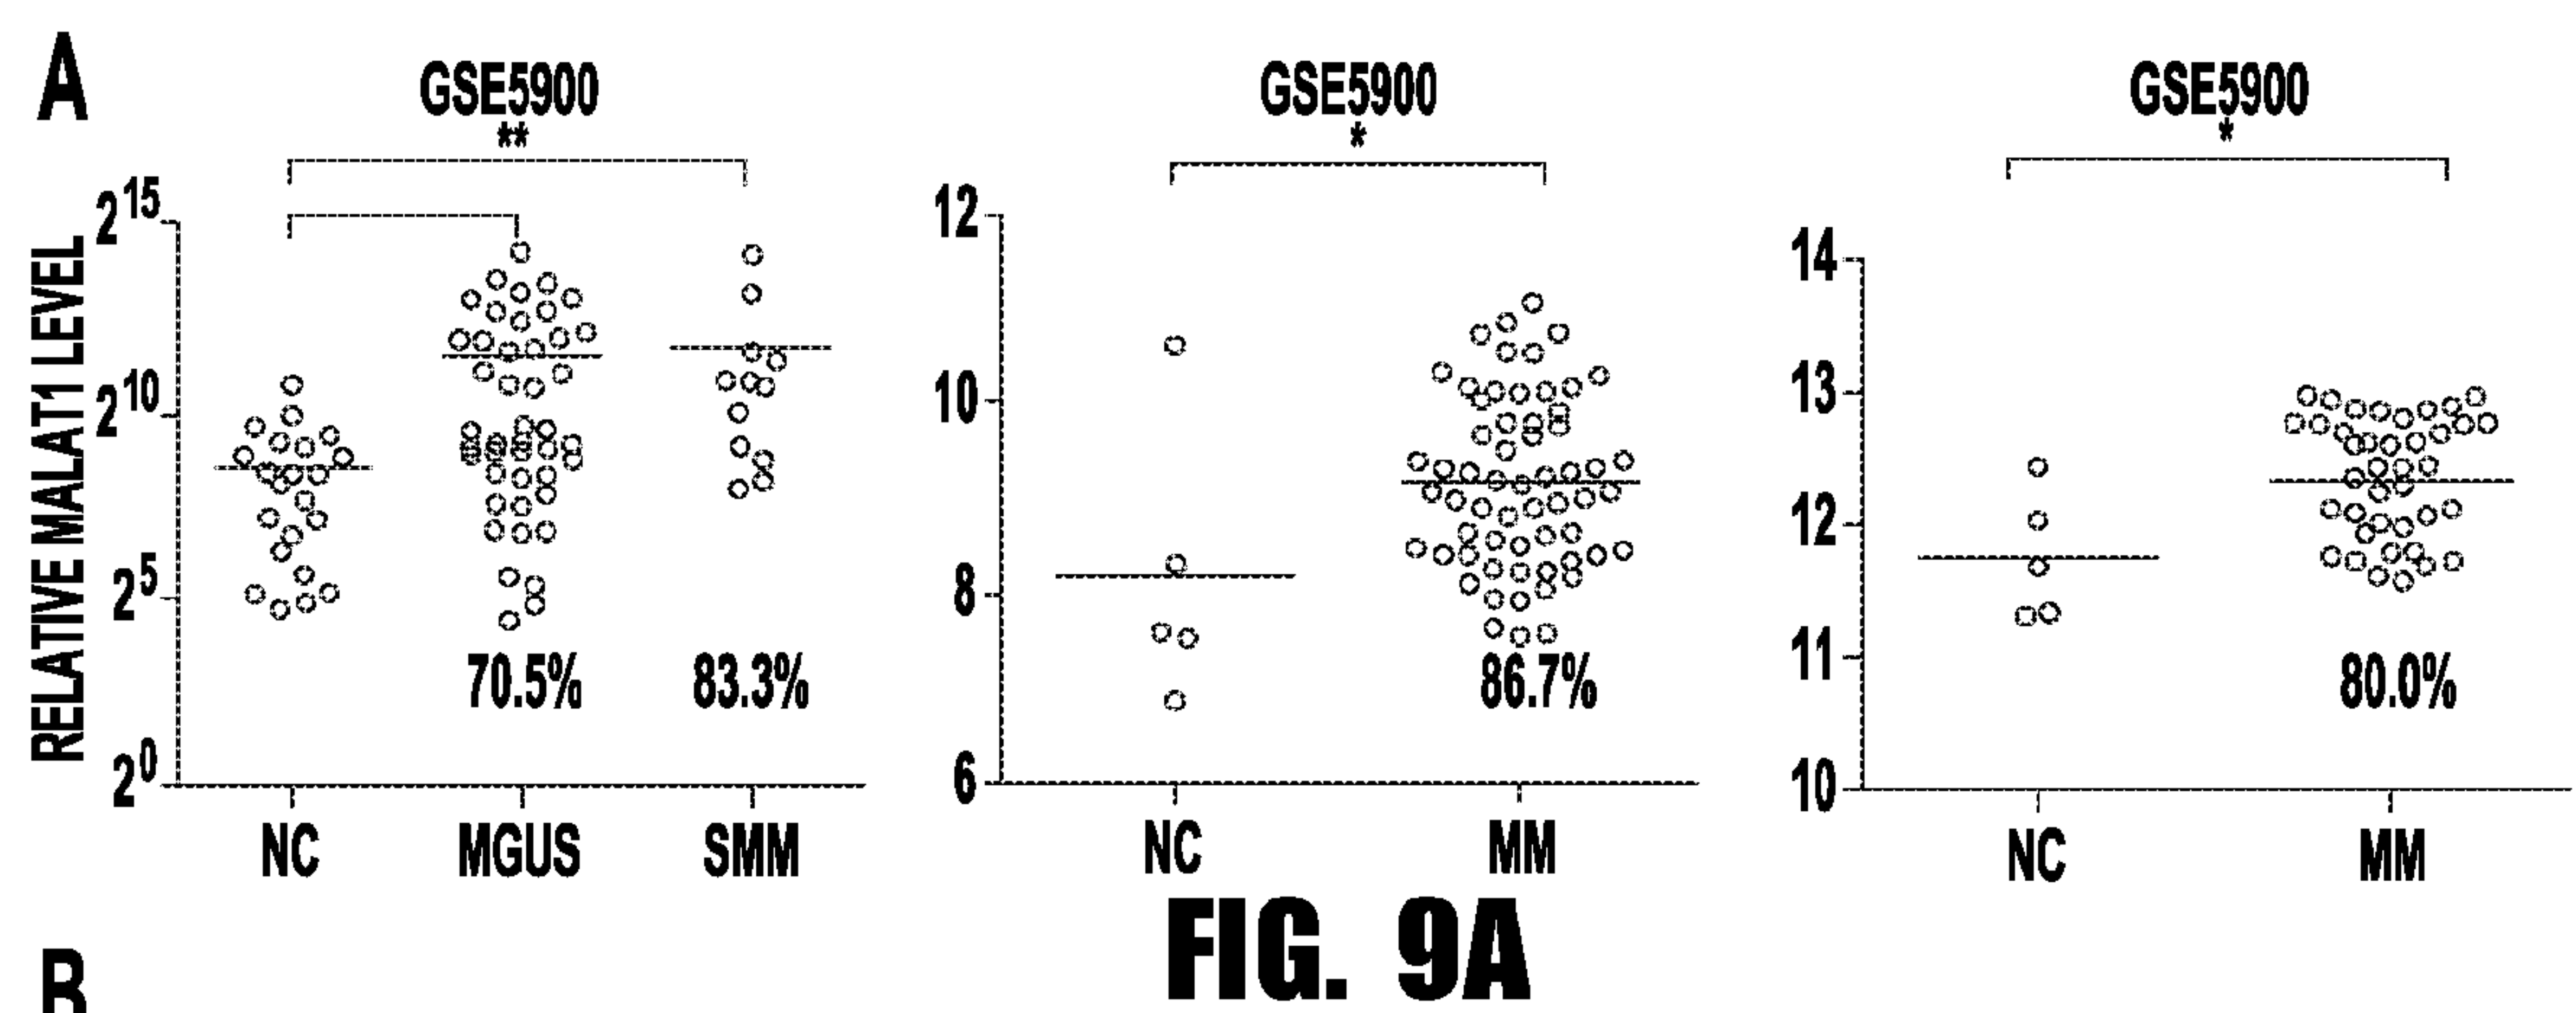 A
GSE5900
**
RELATIVE MALAT1 LEVEL
2^15
2^10
2^5
2^0
70.5%
83.3%
NC MGUS SMM
GSE5900
*
12
10
8
6
86.7%
NC MM
GSE5900
*
14
13
12
11
10
80.0%
NC MM
FIG. 9A
B